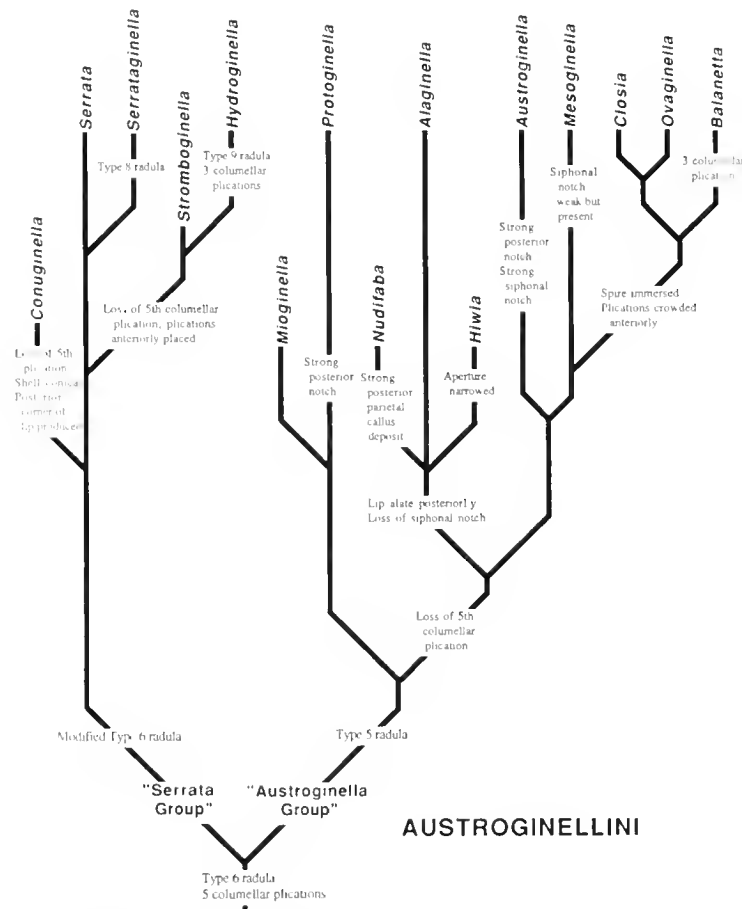 Serrata
Serrataginella
Stromboginella
Hydroginella
Protoginella
Alaginella
Austroginella
Mesoginella
Closia
Ovaginella
Balanetta
Conuginella
Mioginella
Nudifaba
Hiwia
Type 8 radula
Type 9 radula
3 columellar
plications
Siphonal
notch
weak but
present
3 columellar
Strong
posterior
notch
Strong
siphonal
notch
Spire immersed
Plications crowded
anteriorly
of 5th columellar
plication, plications
anteriorly placed
of 5th
plication
Shell
corner of
Strong
posterior
notch
Strong
posterior
parietal
callus
deposit
Aperture
narrowed
Lip alate posteriorly
Loss of siphonal notch
Loss of 5th
columellar
plication
Modified 6 radula
Type 5 radula
"Serrata
Group"
"Austroginella
Group"
AUSTROGINELLINI
Type 6 radula
5 columellar plications